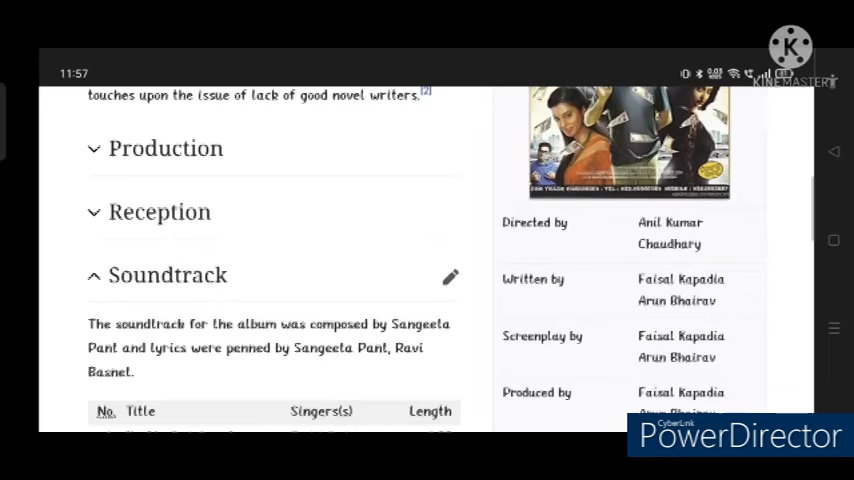 11:57
K
KINEMASTER
touches upon the issue of lack of good novel writers.[2]
Production
Reception
Soundtrack
The soundtrack for the album was composed by Sangeeta
Pant and lyrics were penned by Sangeeta Pant, Ravi
Basnet.
No. Title Singers(s) Length
Directed by Anil Kumar
Chaudhary
Written by Faisal Kapadia
Arun Bhairav
Screenplay by Faisal Kapadia
Arun Bhairav
Produced by Faisal Kapadia
CyberLink
PowerDirector